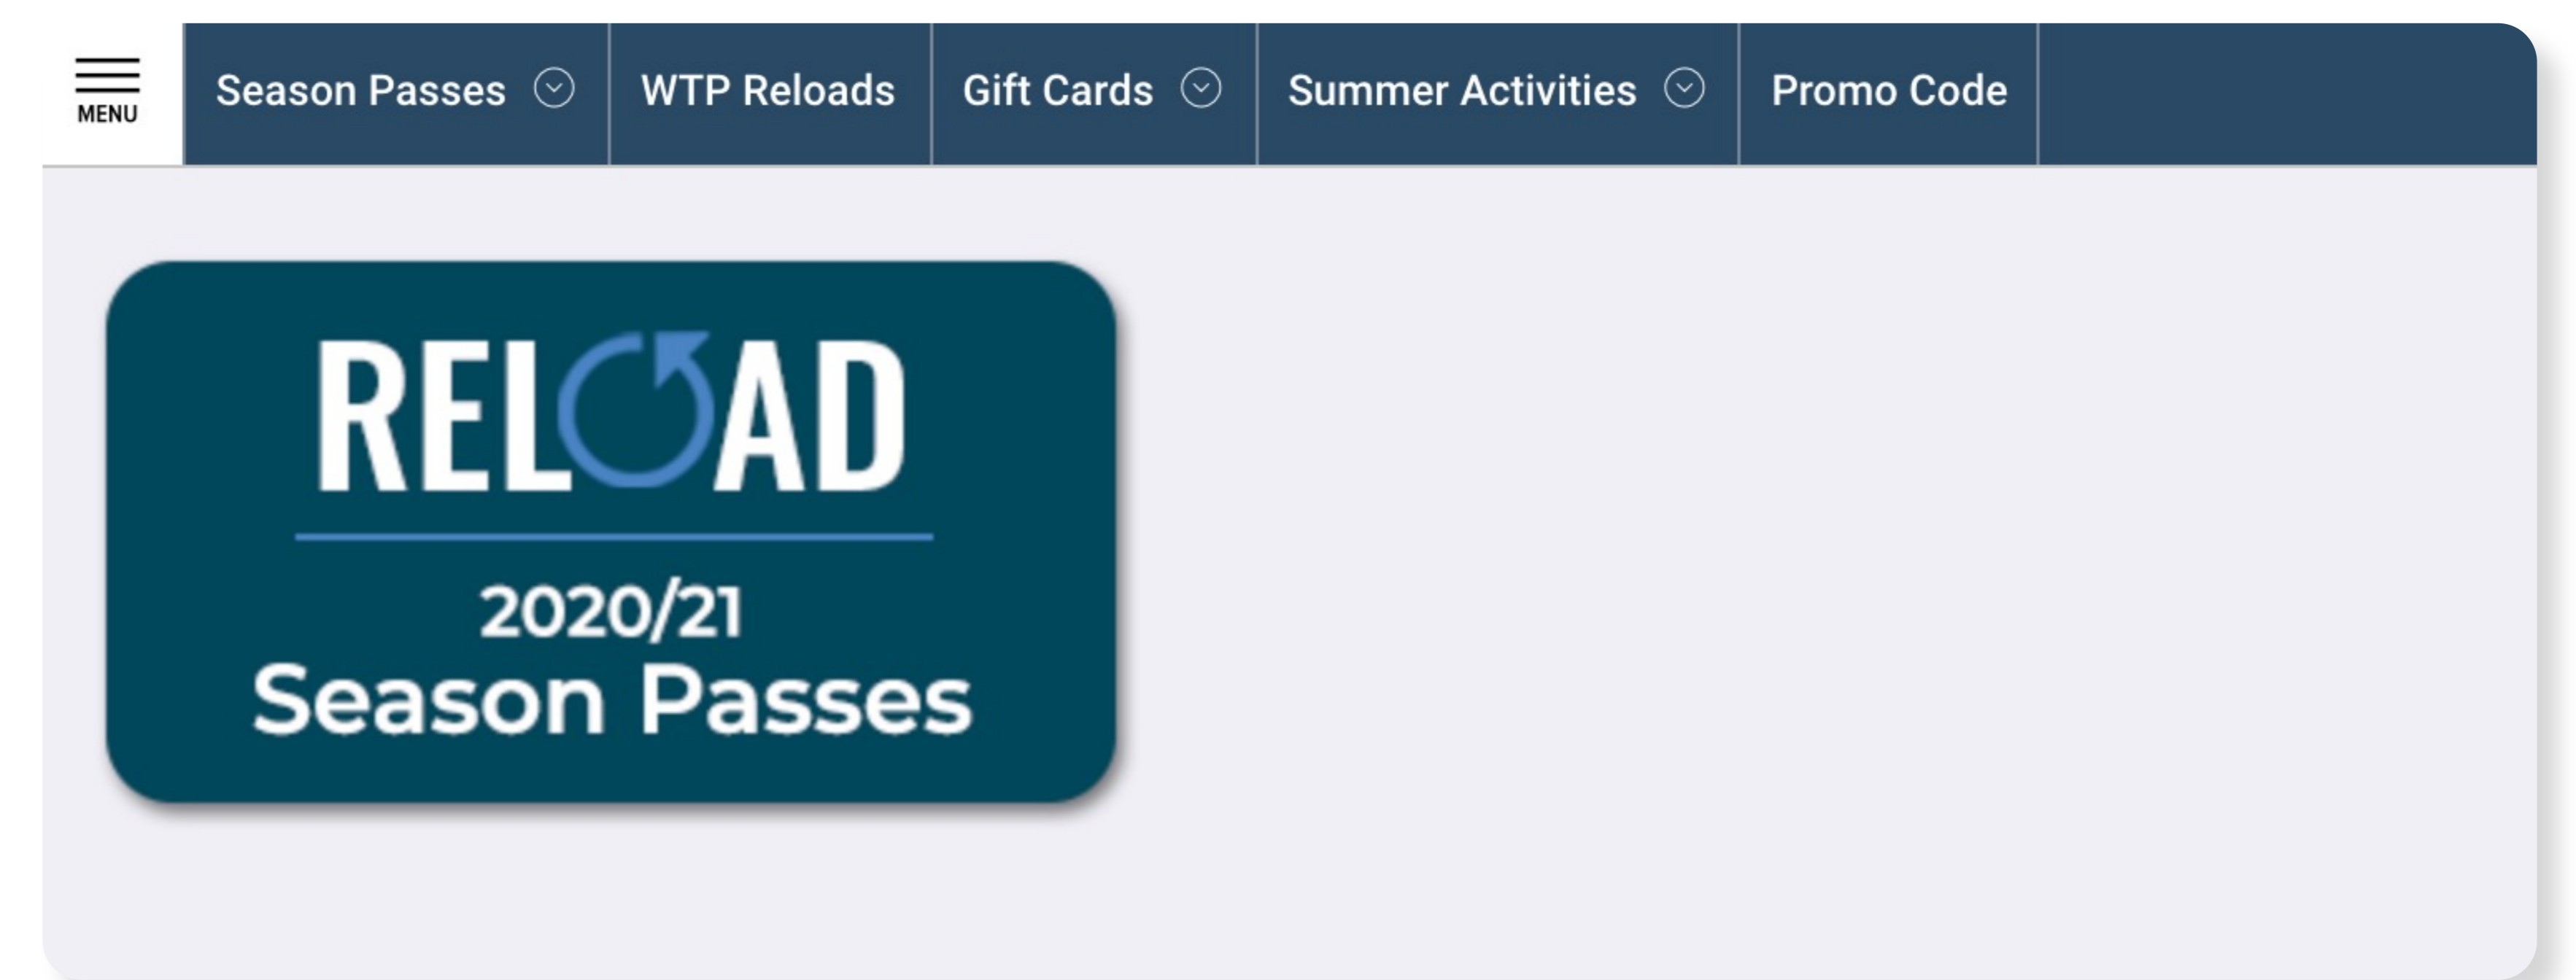 MENU
Season Passes
WTP Reloads
Gift Cards
Summer Activities
Promo Code
RELOAD
2020/21
Season Passes